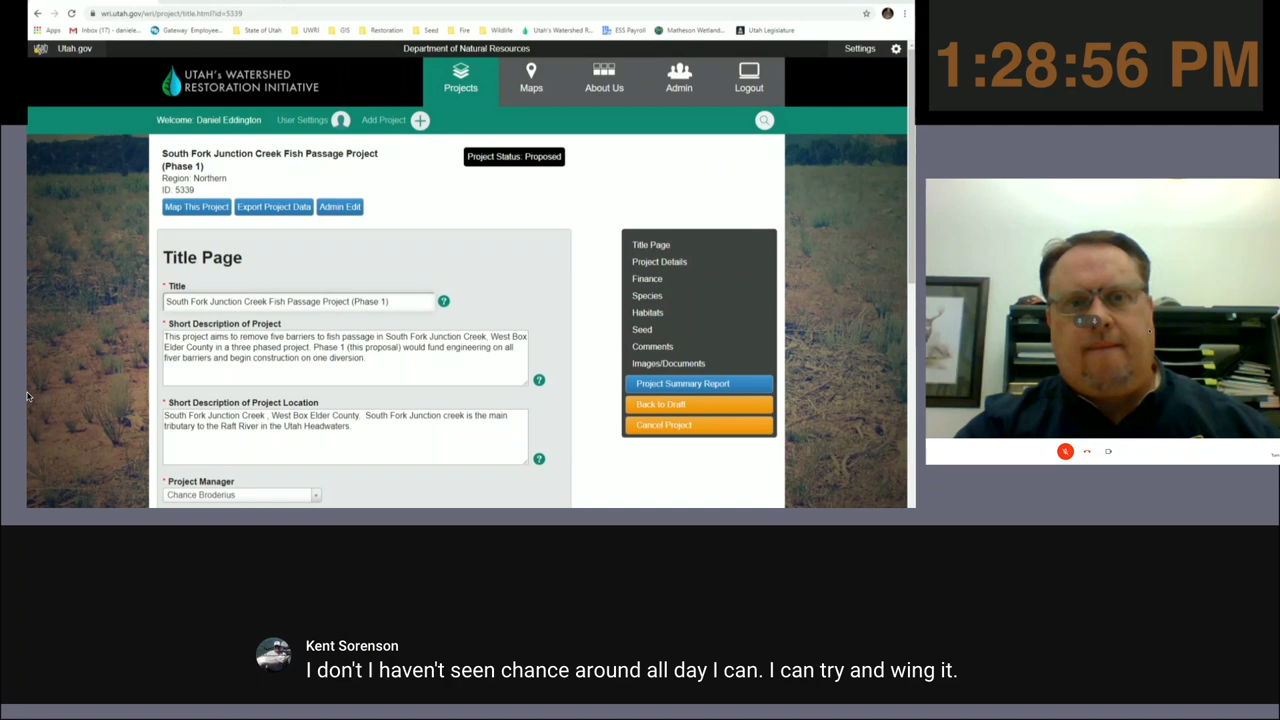 wri.utah.gov/wri/project/title.html?id=5339
Apps Inbox (17) - daniele... Gateway: Employee... State of Utah UWRI GIS Restoration Seed Fire Wildlife Utah's Watershed R... ESS Payroll Matheson Wetland... Utah Legislature
Utah.gov Department of Natural Resources Settings
UTAH's WATERSHED
RESTORATION INITIATIVE
Projects Maps About Us Admin Logout
Welcome: Daniel Eddington User Settings Add Project
South Fork Junction Creek Fish Passage Project
(Phase 1)
Region: Northern
ID: 5339
Project Status: Proposed
Map This Project Export Project Data Admin Edit
Title Page
* Title
South Fork Junction Creek Fish Passage Project (Phase 1) ?
* Short Description of Project
This project aims to remove five barriers to fish passage in South Fork Junction Creek, West Box
Elder County in a three phased project. Phase 1 (this proposal) would fund engineering on all
fiver barriers and begin construction on one diversion.
?
* Short Description of Project Location
South Fork Junction Creek , West Box Elder County. South Fork Junction creek is the main
tributary to the Raft River in the Utah Headwaters.
?
* Project Manager
Chance Broderius
Title Page
Project Details
Finance
Species
Habitats
Seed
Comments
Images/Documents
Project Summary Report
Back to Draft
Cancel Project
1:28:56 PM
Kent Sorenson
I don't I haven't seen chance around all day I can. I can try and wing it.